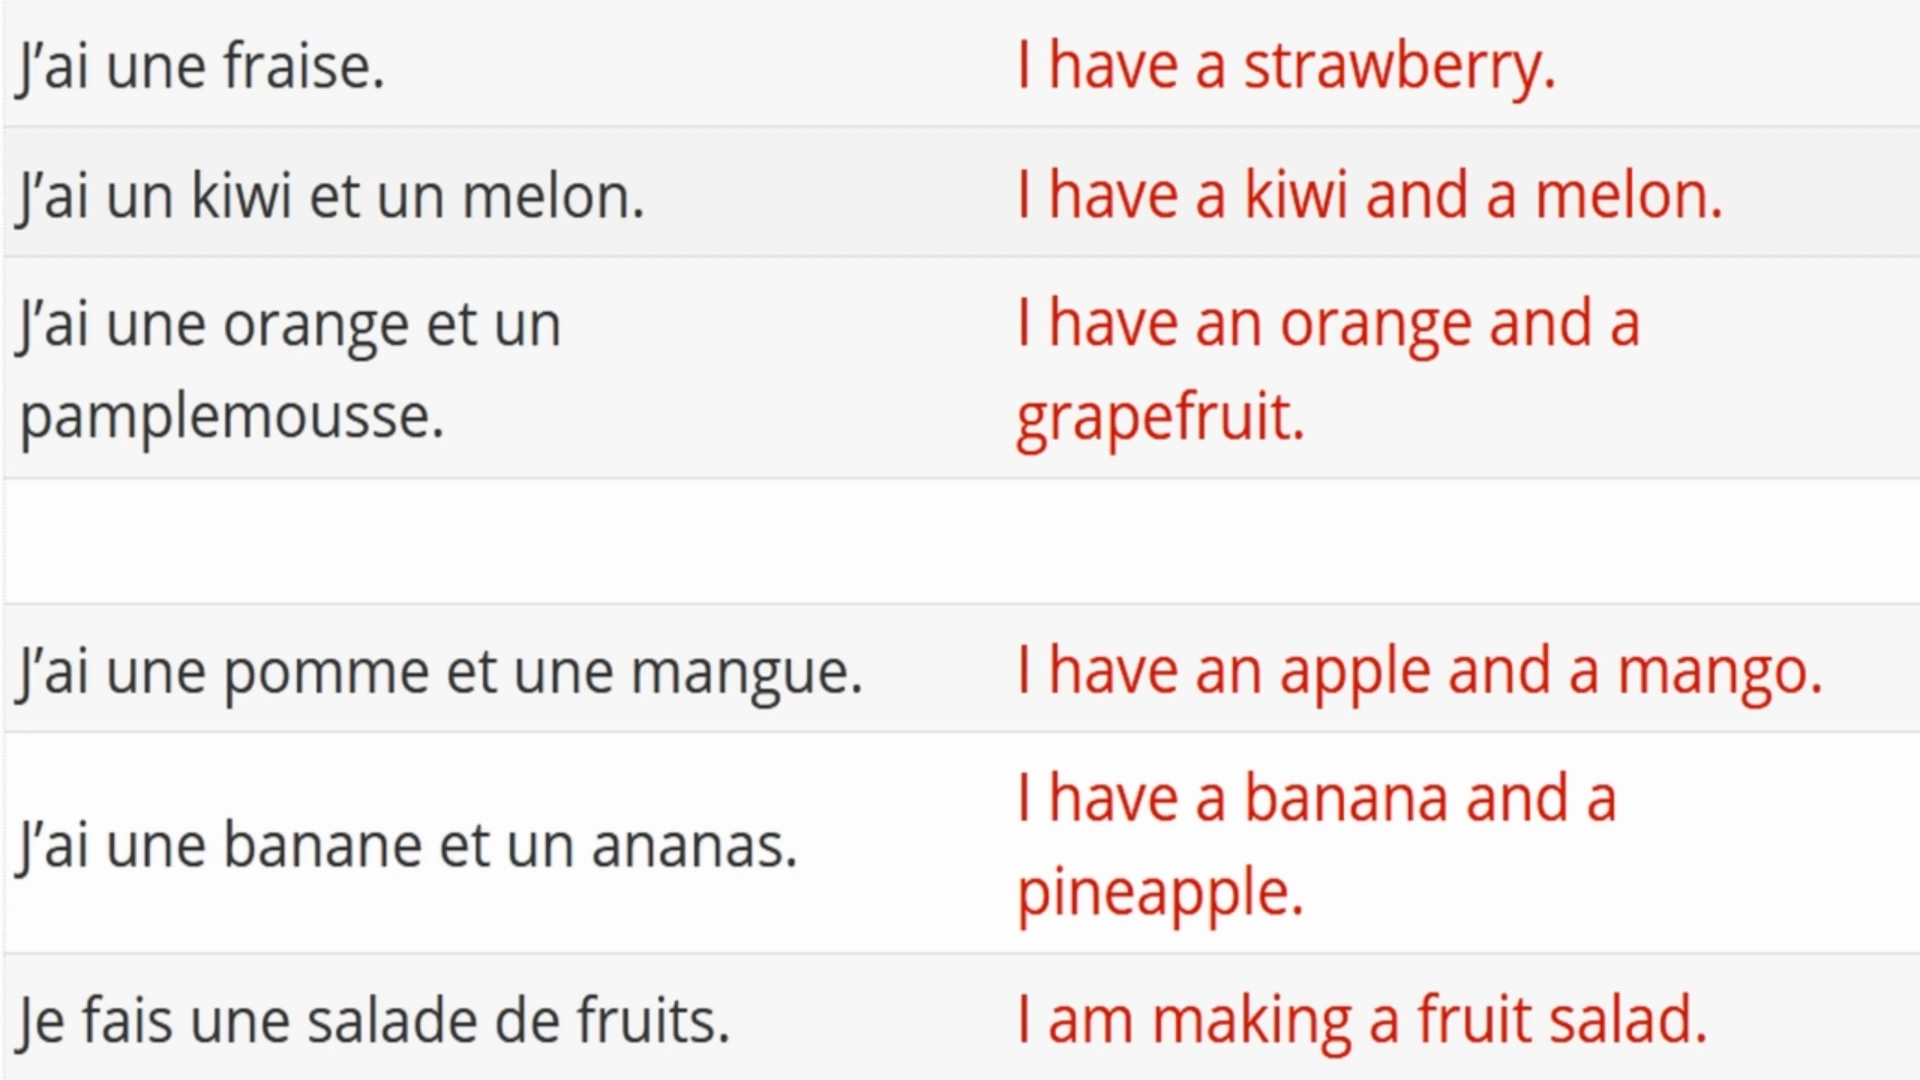 J’ai une fraise. I have a strawberry.
J’ai un kiwi et un melon. I have a kiwi and a melon.
J’ai une orange et un
pamplemousse.
I have an orange and a
grapefruit.
J’ai une pomme et une mangue. I have an apple and a mango.
J’ai une banane et un ananas.
I have a banana and a
pineapple.
Je fais une salade de fruits. I am making a fruit salad.